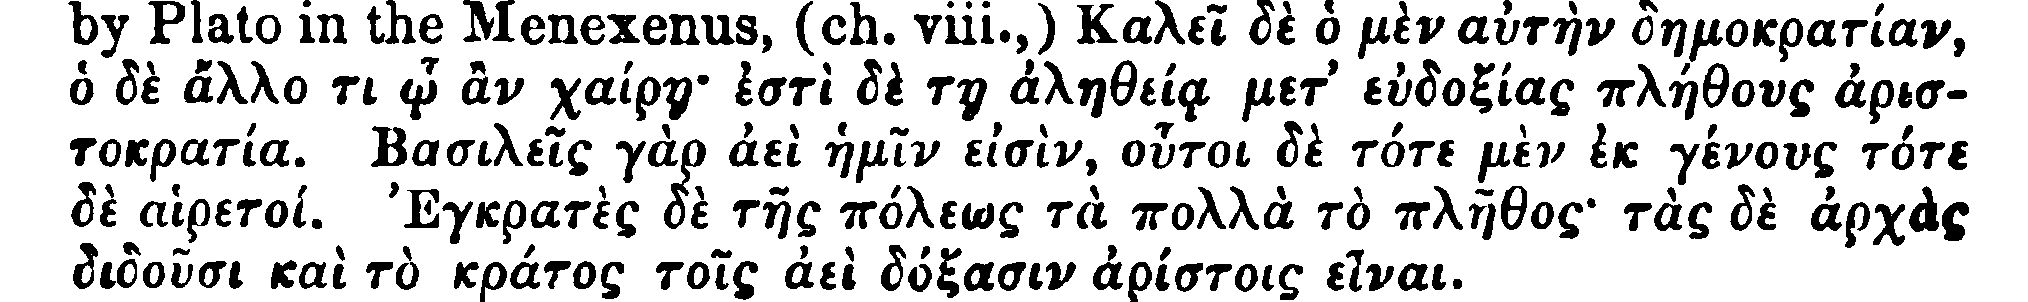 by Plato in the Menexenus, (ch. viii.,) Καλεῖ δὲ ὁ μὲν αὐτὴν δημοκρατίαν,
ὁ δὲ ἄλλο τι ᾧ ἂν χαίρῃ· ἐστὶ δὲ τῃ ἀληθείᾳ μετ’ εὐδοξίας πλήθους ἀρισ-
τοκρατία. Βασιλεῖς γὰρ ἀεὶ ἡμῖν εἰσὶν, οὗτοι δὲ τότε μὲν ἐκ γένους τότε
δὲ αἱρετοί. Ἐγκρατὲς δὲ τῆς πόλεως τὰ πολλὰ τὸ πλῆθος· τὰς δὲ ἀρχὰς
διδοῦσι καὶ τὸ κράτος τοῖς ἀεὶ δόξασιν ἀρίστοις εἶναι.